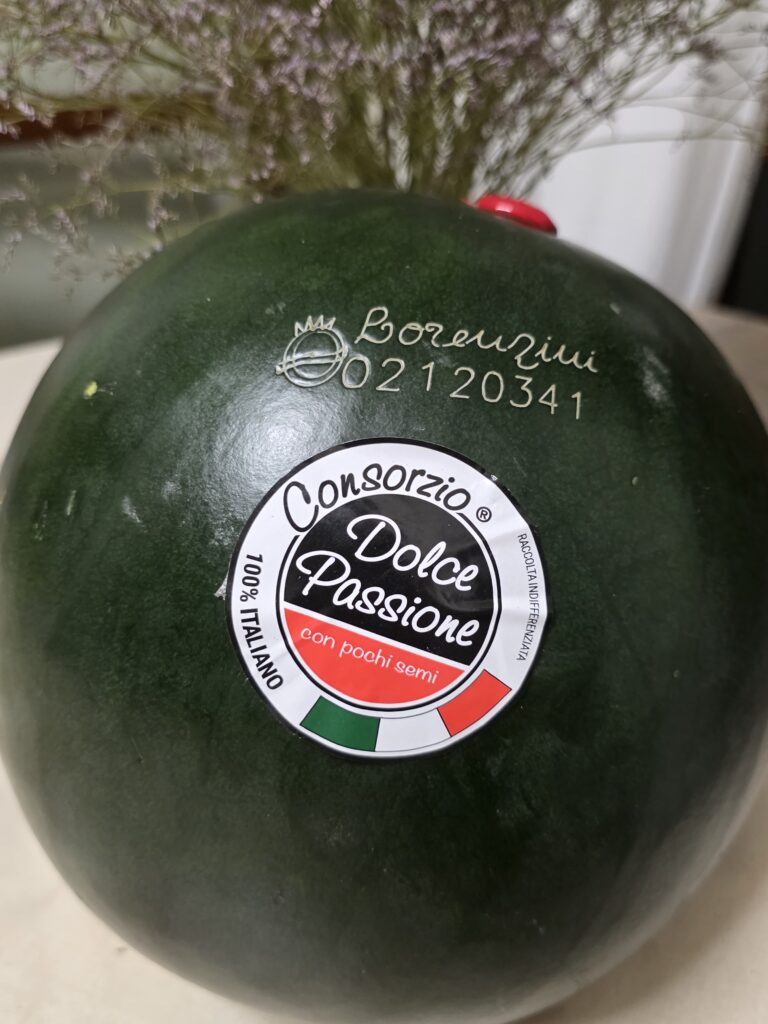 Lorenzini
02120341
Consorzio ®
Dolce
Passione
con pochi semi
100% ITALIANO
RACCOLTA INDIFFERENZIATA